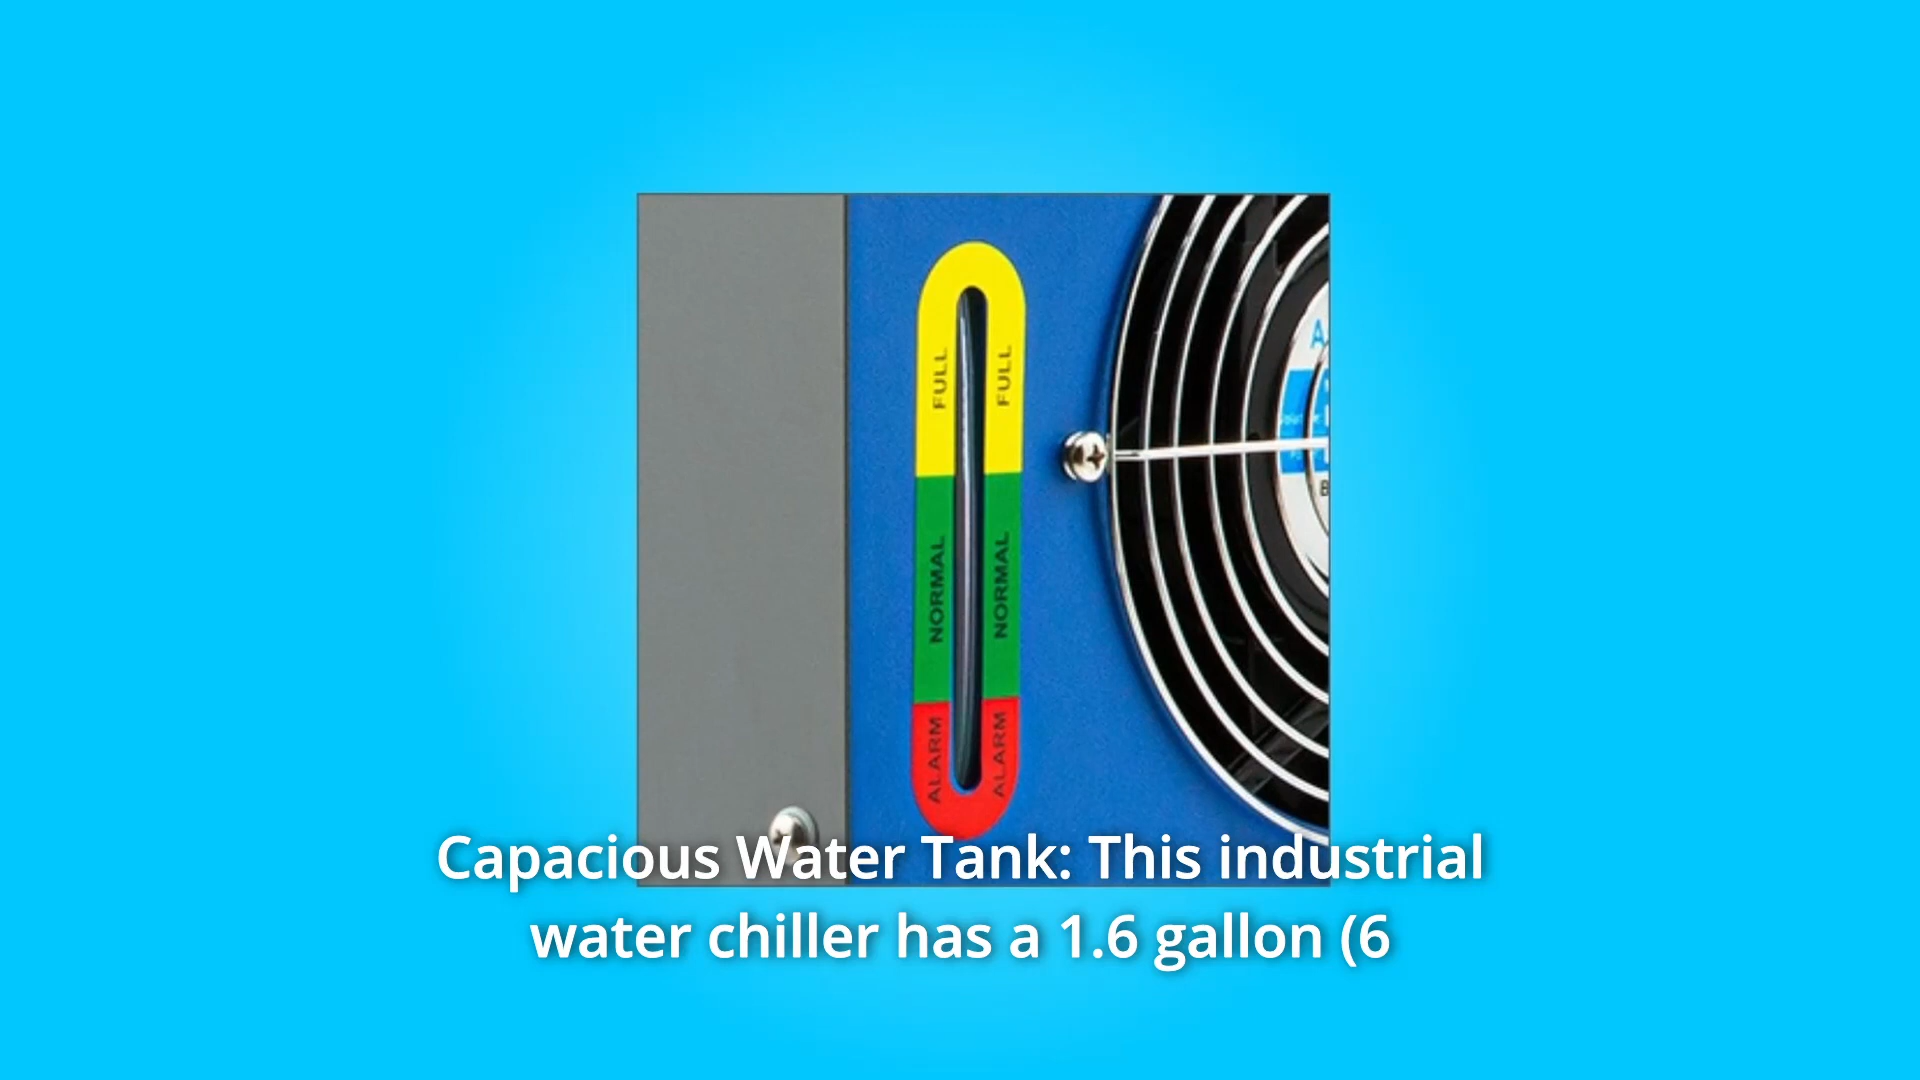 FULL FULL
NORMAL NORMAL
ALARM ALARM
Capacious Water Tank: This industrial
water chiller has a 1.6 gallon (6